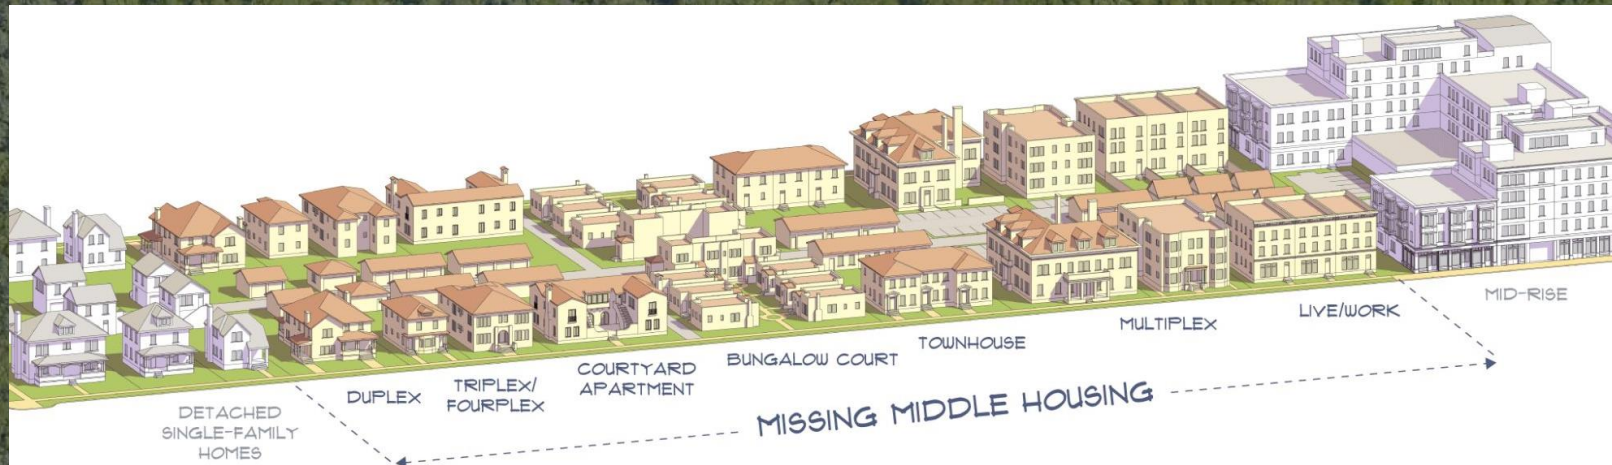 DETACHED
SINGLE-FAMILY
HOMES
DUPLEX
TRIPLEX/
FOURPLEX
COURTYARD
APARTMENT
BUNGALOW COURT
TOWNHOUSE
MULTIPLEX
LIVE/WORK
MID-RISE
MISSING MIDDLE HOUSING